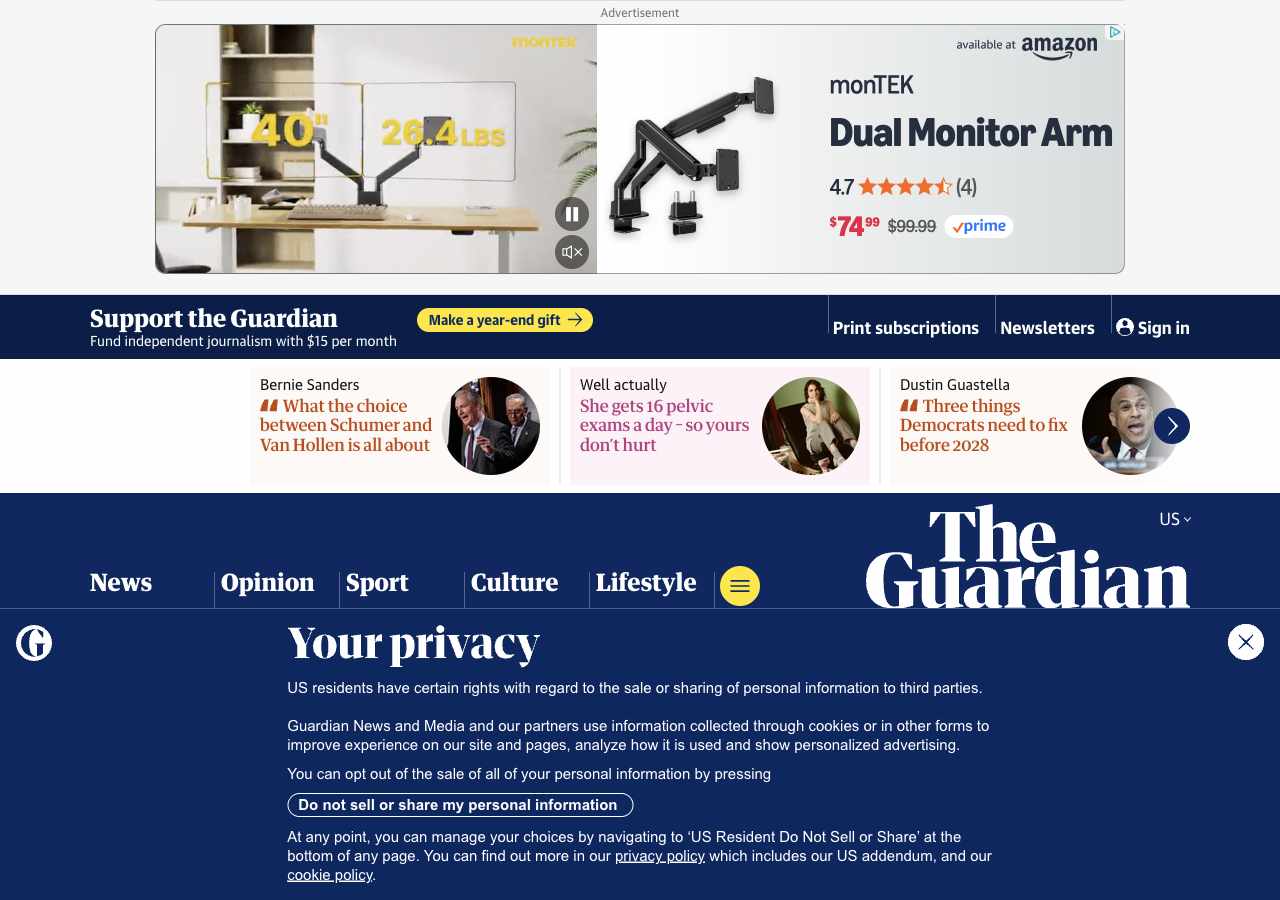 Advertisement
monTEK
40"
26.4 LBS
available at amazon
monTEK
Dual Monitor Arm
4.7 (4)
$74.99 $99.99 prime
Support the Guardian
Fund independent journalism with $15 per month
Make a year-end gift
Print subscriptions
Newsletters
Sign in
Bernie Sanders
“ What the choice
between Schumer and
Van Hollen is all about
Well actually
She gets 16 pelvic
exams a day – so yours
don’t hurt
Dustin Guastella
“ Three things
Democrats need to fix
before 2028
US
The
Guardian
News
Opinion
Sport
Culture
Lifestyle
G
Your privacy
US residents have certain rights with regard to the sale or sharing of personal information to third parties.
Guardian News and Media and our partners use information collected through cookies or in other forms to
improve experience on our site and pages, analyze how it is used and show personalized advertising.
You can opt out of the sale of all of your personal information by pressing
Do not sell or share my personal information
At any point, you can manage your choices by navigating to ‘US Resident Do Not Sell or Share’ at the
bottom of any page. You can find out more in our privacy policy which includes our US addendum, and our
cookie policy.